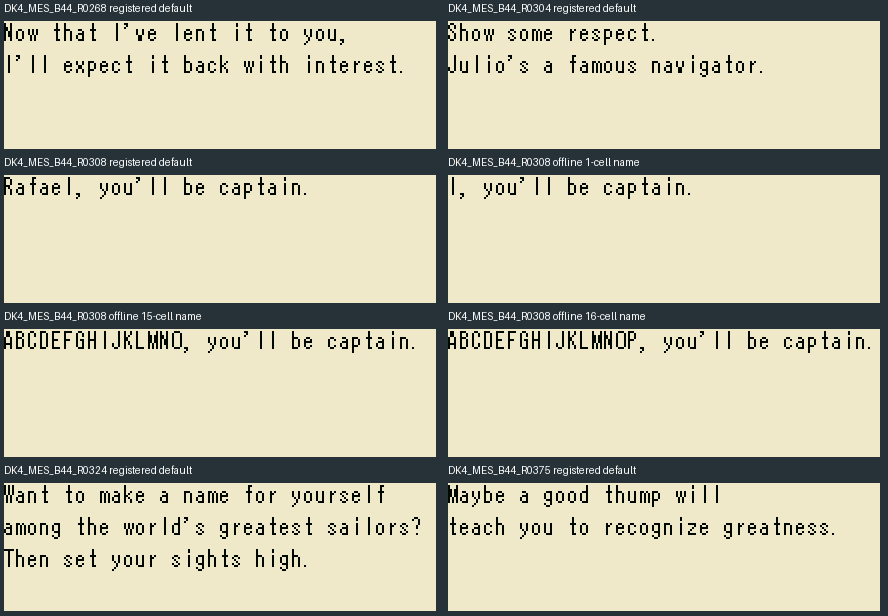 DK4_MES_B44_R0268 registered default
Now that I've lent it to you,
I'll expect it back with interest.
DK4_MES_B44_R0304 registered default
Show some respect.
Julio's a famous navigator.
DK4_MES_B44_R0308 registered default
Rafael, you'll be captain.
DK4_MES_B44_R0308 offline 1-cell name
I, you'll be captain.
DK4_MES_B44_R0308 offline 15-cell name
ABCDEFGHIJKLMNO, you'll be captain.
DK4_MES_B44_R0308 offline 16-cell name
ABCDEFGHIJKLMNOP, you'll be captain.
DK4_MES_B44_R0324 registered default
Want to make a name for yourself
among the world's greatest sailors?
Then set your sights high.
DK4_MES_B44_R0375 registered default
Maybe a good thump will
teach you to recognize greatness.